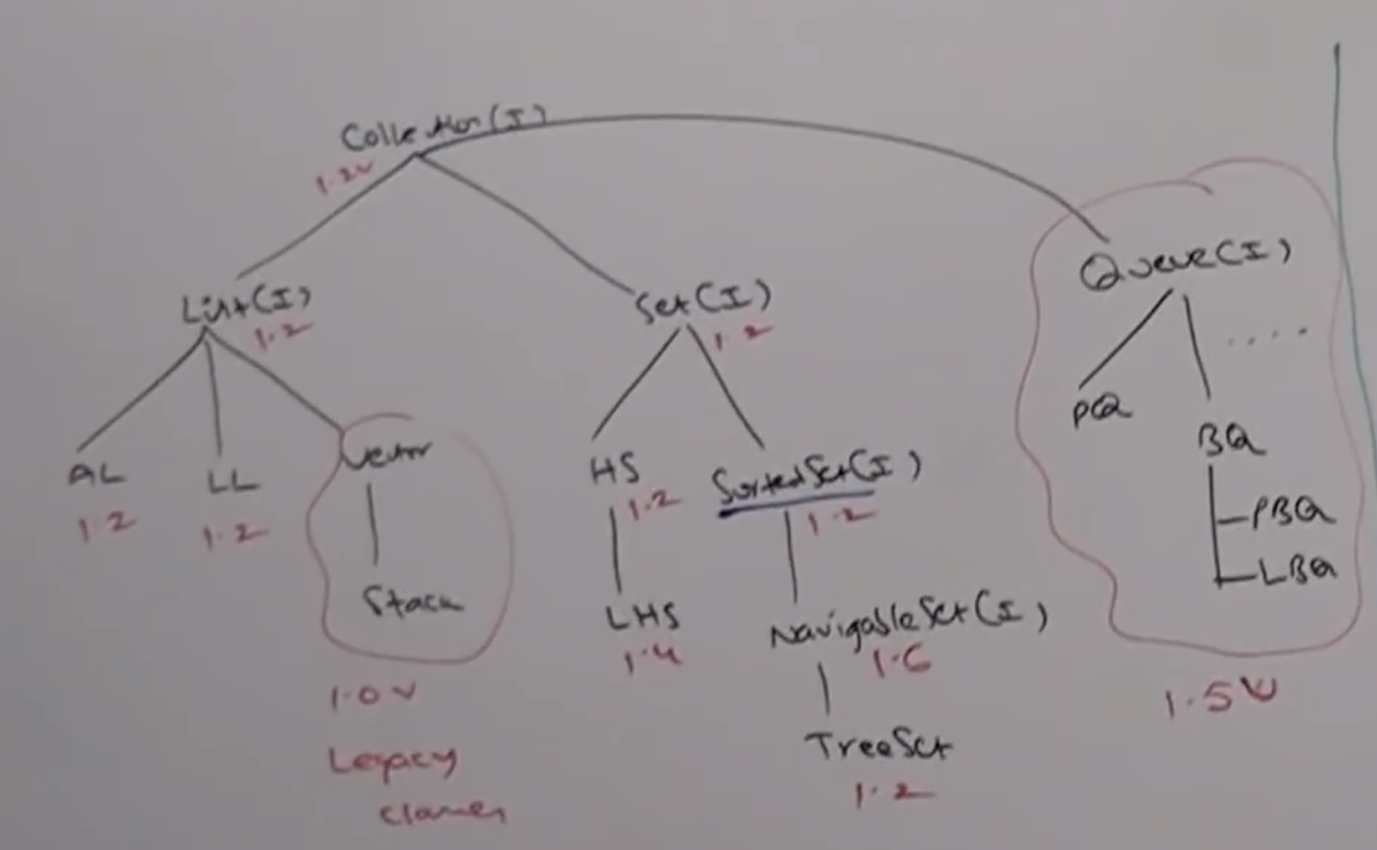 Collection(I)
1.2v
List(I)
1.2
Set(I)
1.2
Queue(I)
....
AL
1.2
LL
1.2
Vector
Stack
1.0v
Legacy
classes
HS
1.2
LHS
1.4
SortedSet(I)
1.2
NavigableSet(I)
1.6
TreeSet
1.2
PQ
BQ
PBQ
LBQ
1.5v